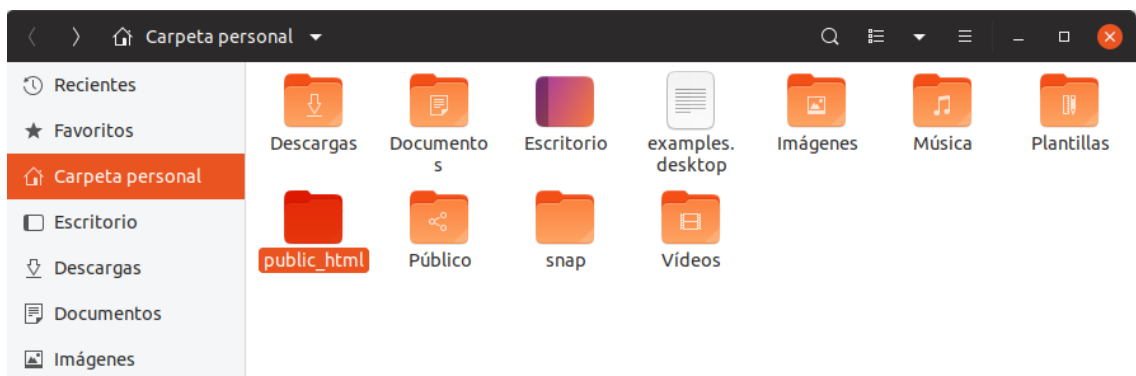 Carpeta personal
Recientes
Favoritos
Carpeta personal
Escritorio
Descargas
Documentos
Imágenes
Descargas
Documento
s
Escritorio
examples.
desktop
Imágenes
Música
Plantillas
public_html
Público
snap
Vídeos